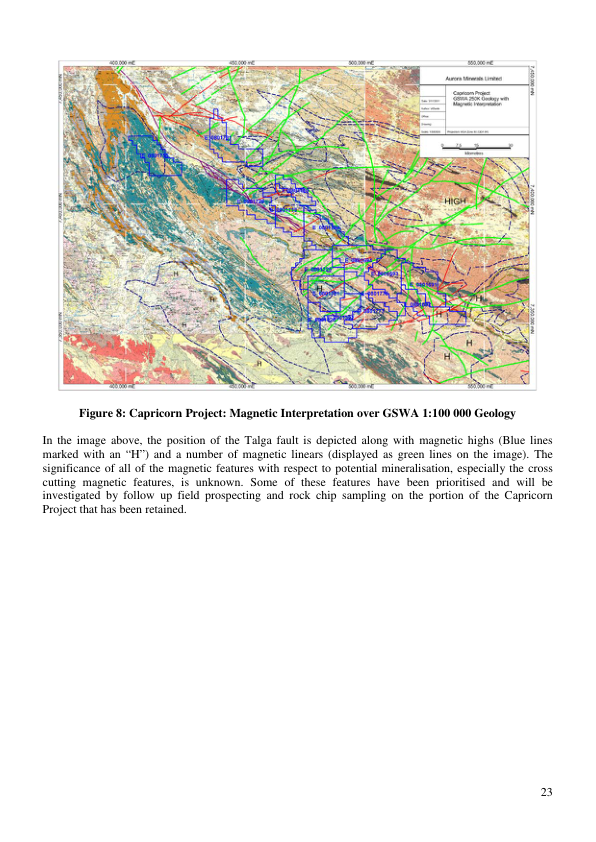 400,000 mE
450,000 mE
500,000 mE
550,000 mE
Aurora Minerals Limited
Capricorn Project
GSWA 250K Geology with
Magnetic Interpretation
HIGH
H
H
H
H
H
H
H
H
H
400,000 mE
450,000 mE
500,000 mE
550,000 mE
Figure 8: Capricorn Project: Magnetic Interpretation over GSWA 1:100 000 Geology
In the image above, the position of the Talga fault is depicted along with magnetic highs (Blue lines
marked with an “H”) and a number of magnetic linears (displayed as green lines on the image). The
significance of all of the magnetic features with respect to potential mineralisation, especially the cross
cutting magnetic features, is unknown. Some of these features have been prioritised and will be
investigated by follow up field prospecting and rock chip sampling on the portion of the Capricorn
Project that has been retained.
23